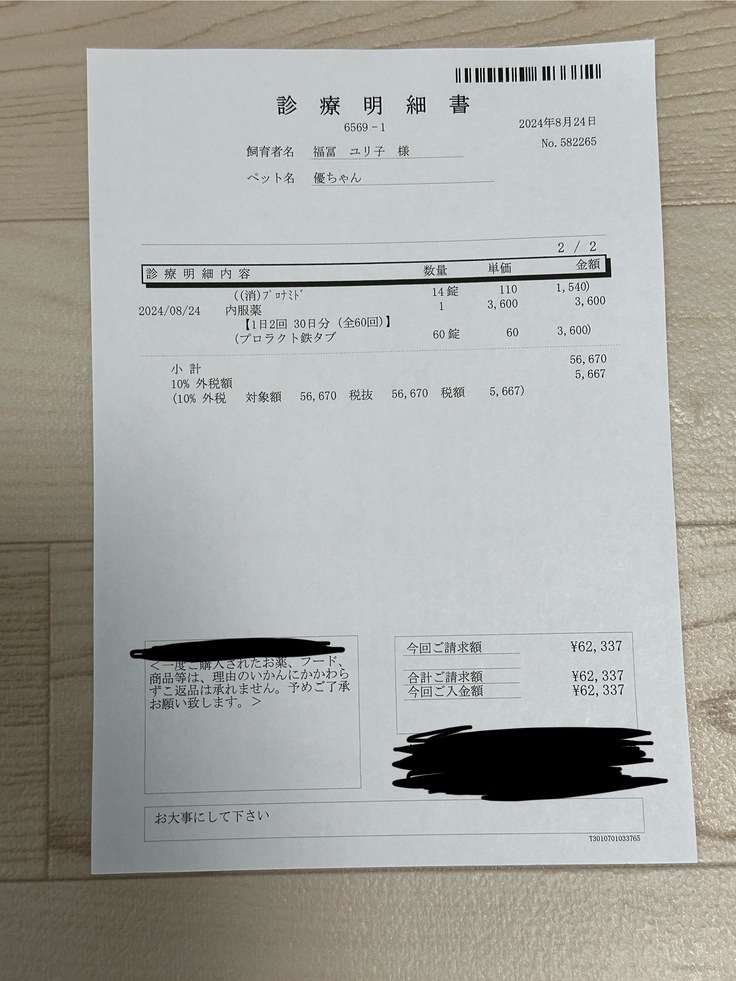 診療明細書
6569-1
2024年8月24日
No.582265
飼育者名 福冨 ユリ子 様
ペット名 優ちゃん
2 / 2
診療明細内容 数量 単価 金額
((消)プロナミド 14錠 110 1,540)
2024/08/24 内服薬 1 3,600 3,600
【1日2回 30日分 (全60回)】
(プロラクト鉄タブ 60錠 60 3,600)
小計 56,670
10% 外税額 5,667
(10% 外税 対象額 56,670 税抜 56,670 税額 5,667)
<一度ご購入されたお薬、フード、
商品等は、理由のいかんにかかわら
ずこ返品は承れません。予めご了承
お願い致します。>
今回ご請求額 ¥62,337
合計ご請求額 ¥62,337
今回ご入金額 ¥62,337
お大事にして下さい
T3010701033765